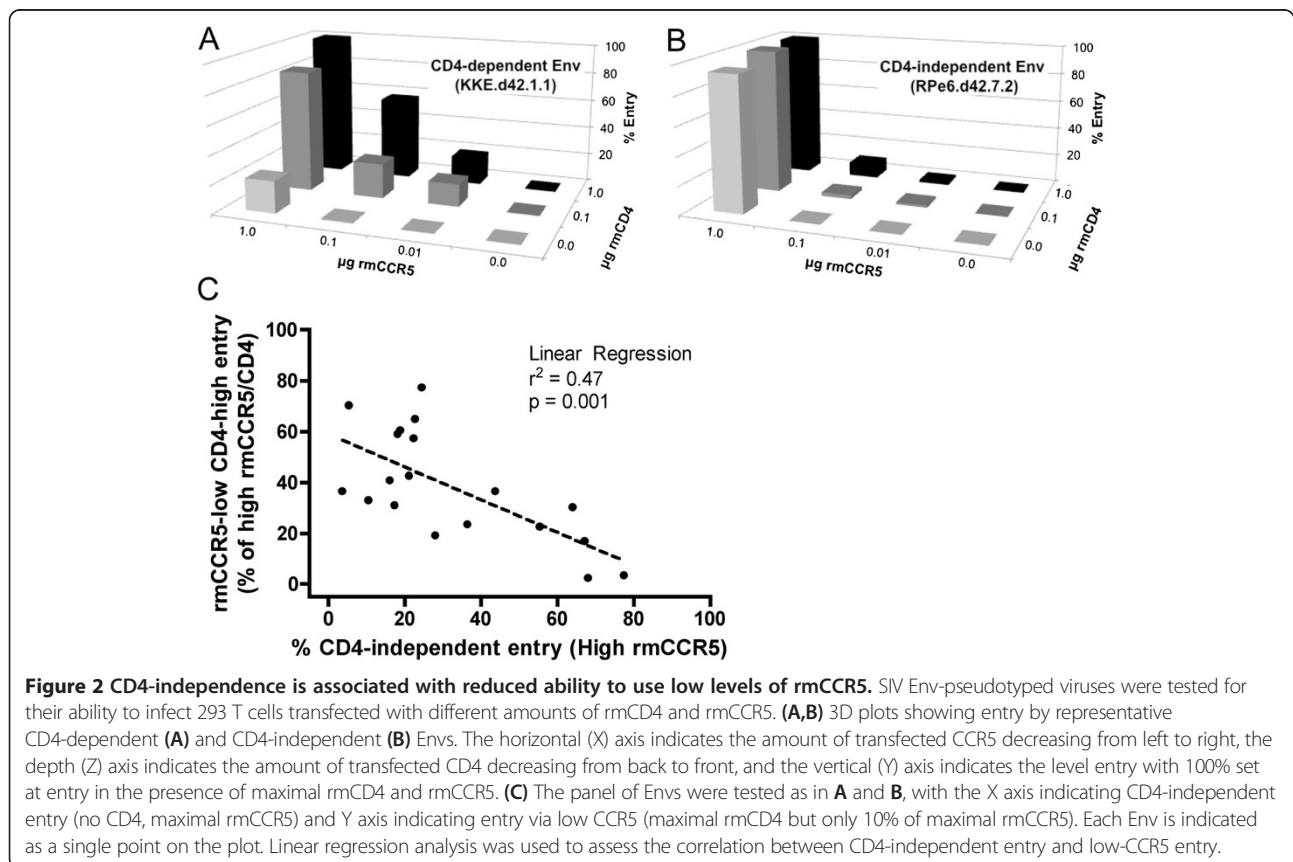 A
CD4-dependent Env
(KKE.d42.1.1)
100
80
60
40
20
% Entry
1.0
0.1
0.0
µg rmCD4
1.0
0.1
0.01
0.0
µg rmCCR5
B
CD4-independent Env
(RPe6.d42.7.2)
100
80
60
40
20
% Entry
1.0
0.1
0.0
µg rmCD4
1.0
0.1
0.01
0.0
µg rmCCR5
C
rmCCR5-low CD4-high entry
(% of high rmCCR5/CD4)
100
80
60
40
20
0
Linear Regression
r² = 0.47
p = 0.001
0 20 40 60 80 100
% CD4-independent entry (High rmCCR5)
Figure 2 CD4-independence is associated with reduced ability to use low levels of rmCCR5. SIV Env-pseudotyped viruses were tested for
their ability to infect 293 T cells transfected with different amounts of rmCD4 and rmCCR5. (A,B) 3D plots showing entry by representative
CD4-dependent (A) and CD4-independent (B) Envs. The horizontal (X) axis indicates the amount of transfected CCR5 decreasing from left to right, the
depth (Z) axis indicates the amount of transfected CD4 decreasing from back to front, and the vertical (Y) axis indicates the level entry with 100% set
at entry in the presence of maximal rmCD4 and rmCCR5. (C) The panel of Envs were tested as in A and B, with the X axis indicating CD4-independent
entry (no CD4, maximal rmCCR5) and Y axis indicating entry via low CCR5 (maximal rmCD4 but only 10% of maximal rmCCR5). Each Env is indicated
as a single point on the plot. Linear regression analysis was used to assess the correlation between CD4-independent entry and low-CCR5 entry.